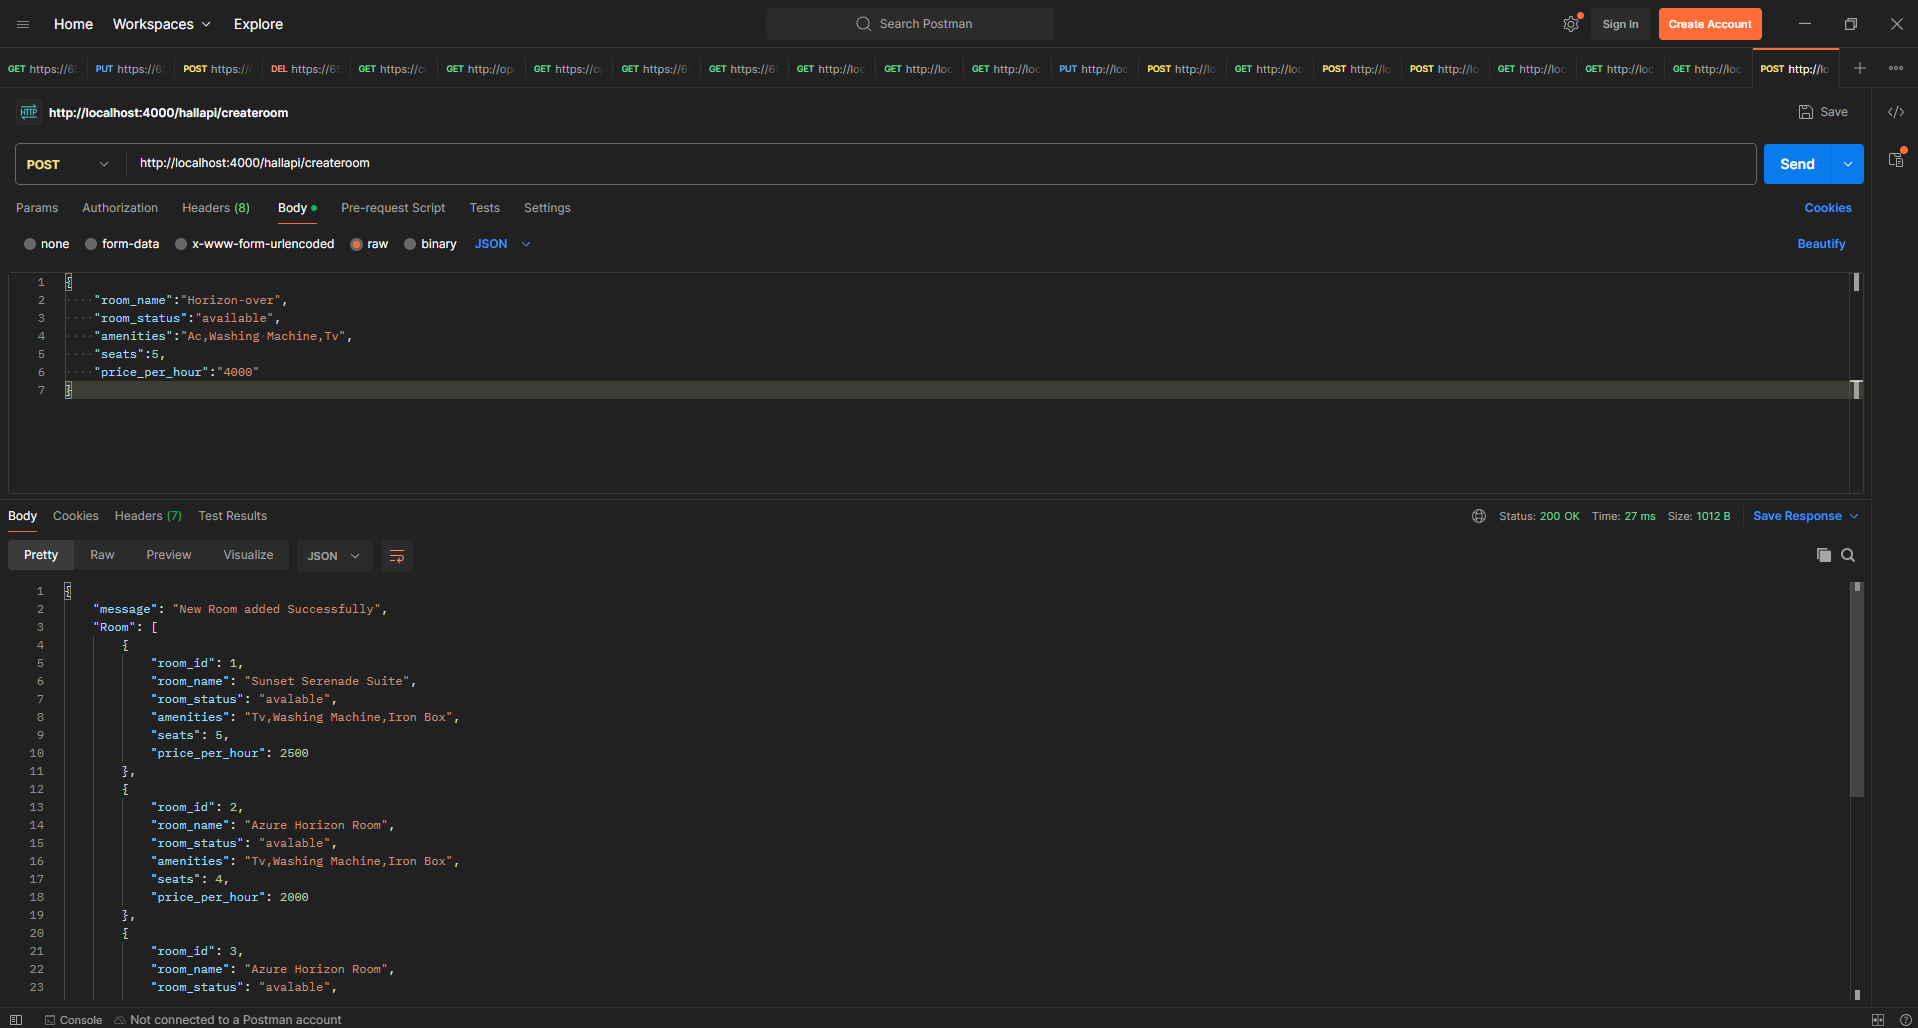 Home Workspaces Explore Search Postman Sign In Create Account
GET https://6 PUT https://6 POST https:// DEL https://65 GET https://cl GET http://op GET https://op GET https://6 GET https://6 GET http://loc GET http://loc GET http://loc PUT http://loc POST http://lo GET http://loc POST http://lo POST http://lo GET http://loc GET http://loc GET http://loc POST http://lo
HTTP http://localhost:4000/hallapi/createroom Save </>
POST http://localhost:4000/hallapi/createroom Send
Params Authorization Headers (8) Body Pre-request Script Tests Settings Cookies
none form-data x-www-form-urlencoded raw binary JSON Beautify
1 {
2 "room_name":"Horizon-over",
3 "room_status":"available",
4 "amenities":"Ac,Washing Machine,Tv",
5 "seats":5,
6 "price_per_hour":"4000"
7 }
Body Cookies Headers (7) Test Results Status: 200 OK Time: 27 ms Size: 1012 B Save Response
Pretty Raw Preview Visualize JSON
1 {
2 "message": "New Room added Successfully",
3 "Room": [
4 {
5 "room_id": 1,
6 "room_name": "Sunset Serenade Suite",
7 "room_status": "avalable",
8 "amenities": "Tv,Washing Machine,Iron Box",
9 "seats": 5,
10 "price_per_hour": 2500
11 },
12 {
13 "room_id": 2,
14 "room_name": "Azure Horizon Room",
15 "room_status": "avalable",
16 "amenities": "Tv,Washing Machine,Iron Box",
17 "seats": 4,
18 "price_per_hour": 2000
19 },
20 {
21 "room_id": 3,
22 "room_name": "Azure Horizon Room",
23 "room_status": "avalable",
Console Not connected to a Postman account